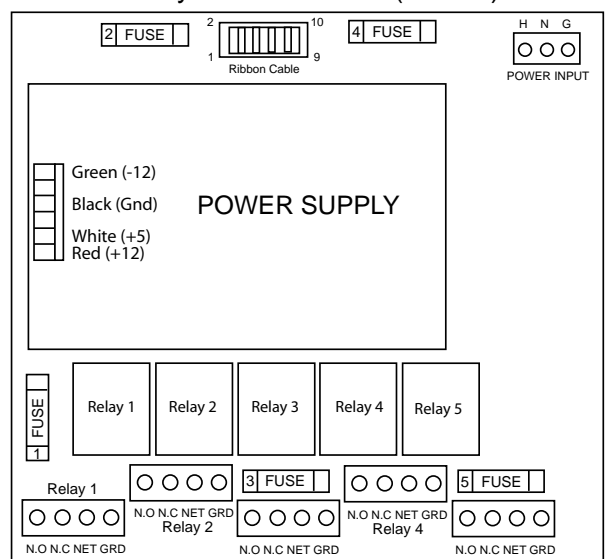 2 FUSE
2 10
1 9
Ribbon Cable
4 FUSE
H N G
POWER INPUT
Green (-12)
Black (Gnd)
White (+5)
Red (+12)
POWER SUPPLY
FUSE 1
Relay 1
Relay 2
Relay 3
Relay 4
Relay 5
Relay 1
N.O N.C NET GRD
N.O N.C NET GRD
Relay 2
3 FUSE
N.O N.C NET GRD
N.O N.C NET GRD
Relay 4
5 FUSE
N.O N.C NET GRD